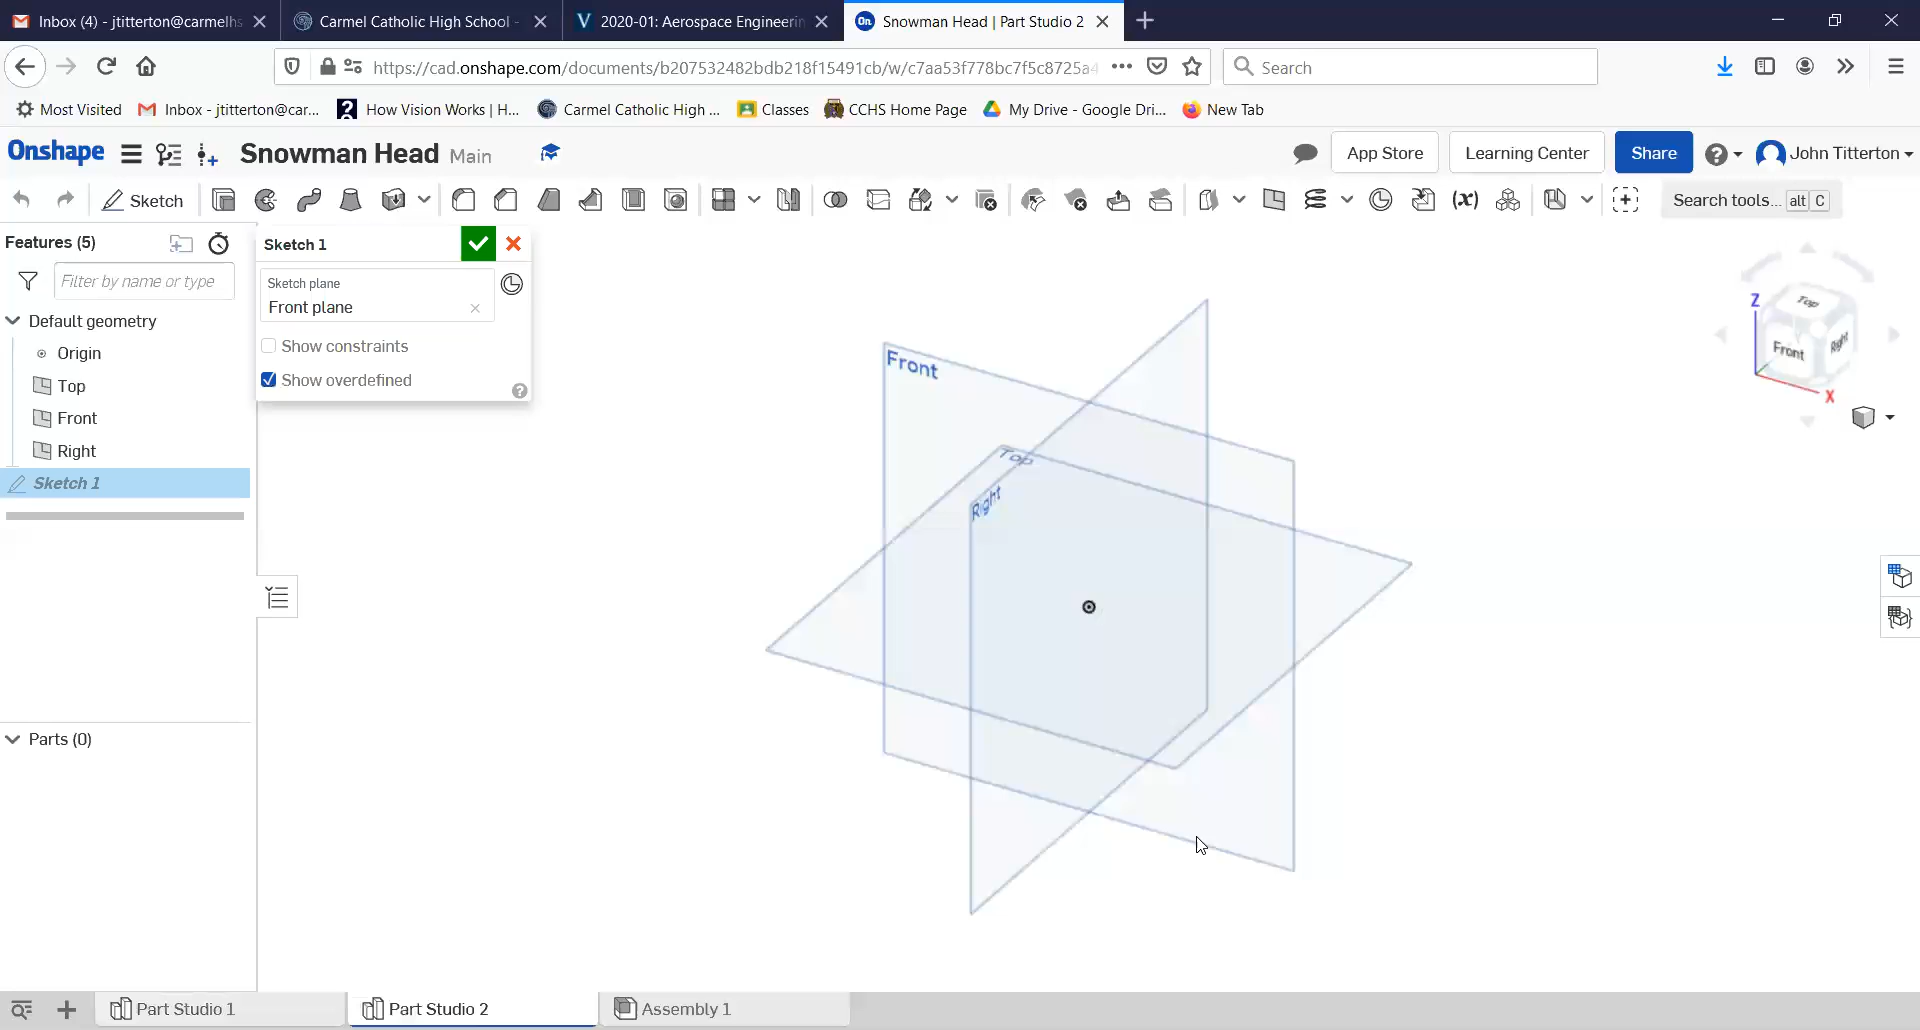 Inbox (4) - jtitterton@carmelhs
Carmel Catholic High School -
2020-01: Aerospace Engineerin
Snowman Head | Part Studio 2
https://cad.onshape.com/documents/b207532482bdb218f15491cb/w/c7aa53f778bc7f5c8725a4
Search
Most Visited
Inbox - jtitterton@car...
How Vision Works | H...
Carmel Catholic High ...
Classes
CCHS Home Page
My Drive - Google Dri...
New Tab
Onshape
Snowman Head Main
App Store
Learning Center
Share
John Titterton
Sketch
(x)
Search tools... alt C
Features (5)
Filter by name or type
Default geometry
Origin
Top
Front
Right
Sketch 1
Parts (0)
Sketch 1
Sketch plane
Front plane
Show constraints
Show overdefined
Front
Top
Right
Z
Top
Front
Right
X
Part Studio 1
Part Studio 2
Assembly 1